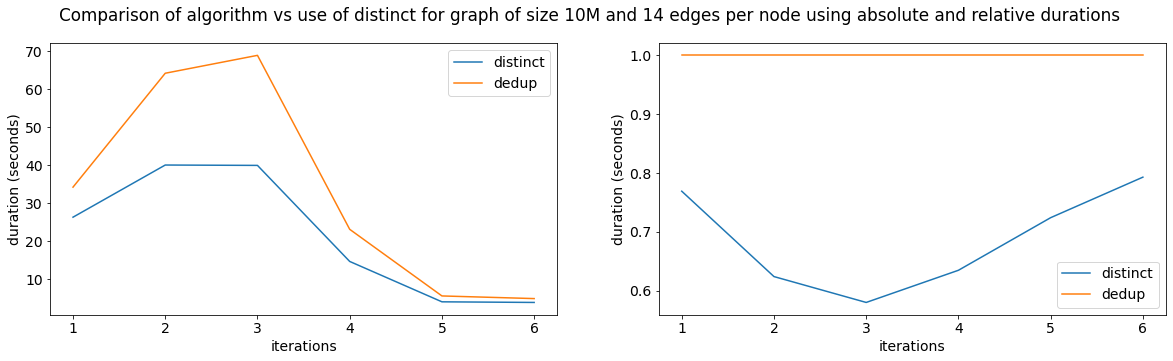 Comparison of algorithm vs use of distinct for graph of size 10M and 14 edges per node using absolute and relative durations
70
60
50
40
30
20
10
duration (seconds)
distinct
dedup
1 2 3 4 5 6
iterations
1.0
0.9
0.8
0.7
0.6
duration (seconds)
distinct
dedup
1 2 3 4 5 6
iterations